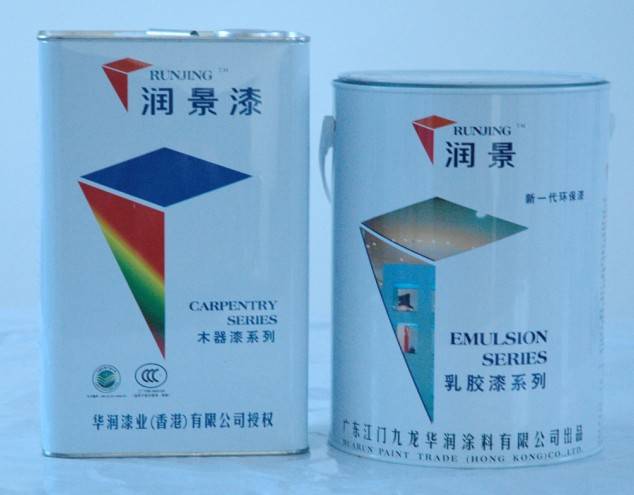 RUNJING™
润景漆
CARPENTRY
SERIES
木器漆系列
华润漆业(香港)有限公司授权
RUNJING™
润景
新一代环保漆
EMULSION
SERIES
乳胶漆系列
广东江门九龙华润涂料有限公司出品
HUARUN PAINT TRADE (HONG KONG)CO.,LTD.